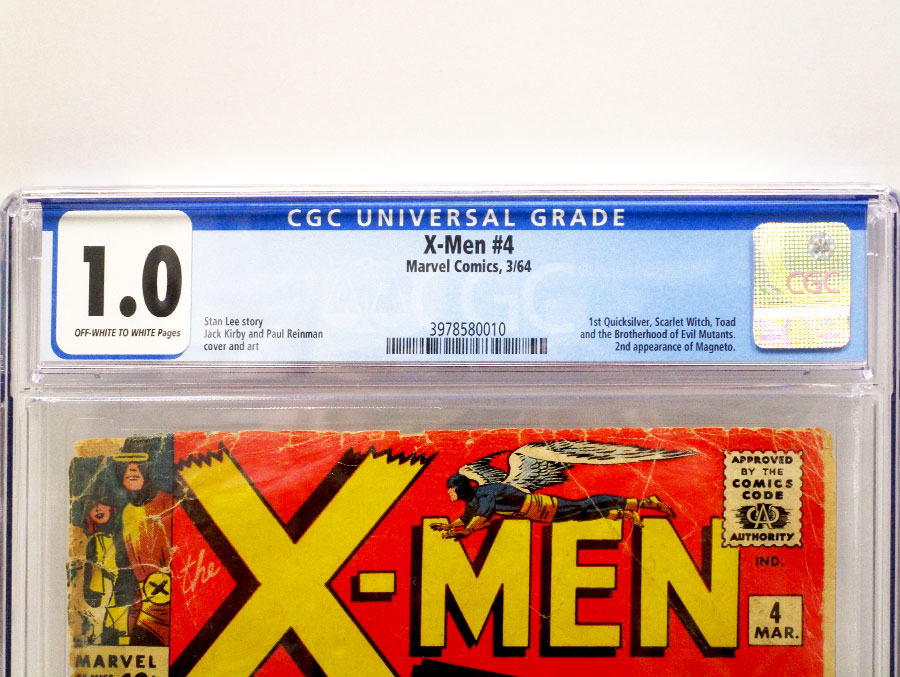 CGC UNIVERSAL GRADE
1.0
OFF-WHITE TO WHITE Pages
X-Men #4
Marvel Comics, 3/64
Stan Lee story
Jack Kirby and Paul Reinman
cover and art
3978580010
1st Quicksilver, Scarlet Witch, Toad
and the Brotherhood of Evil Mutants.
2nd appearance of Magneto.
CGC
CGC
the
X-MEN
APPROVED
BY THE
COMICS
CODE
CA
AUTHORITY
IND.
4
MAR.
X
MARVEL